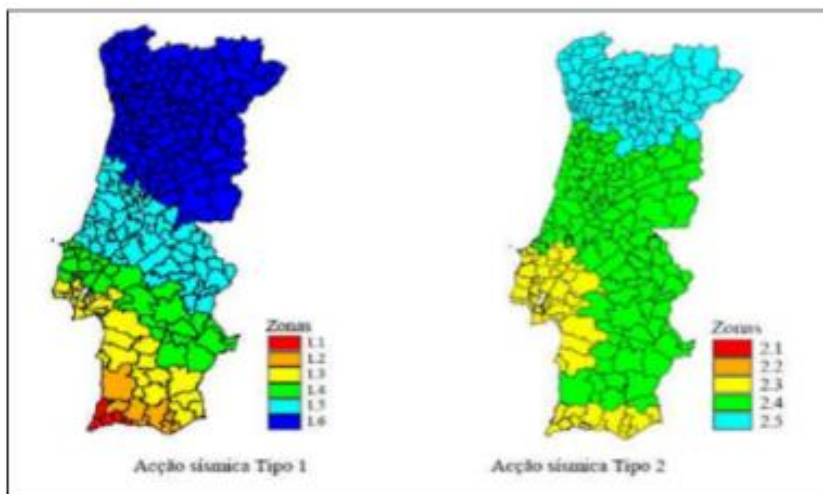 Zonas
1.1
1.2
1.3
1.4
1.5
1.6
Acção sísmica Tipo 1
Zonas
2.1
2.2
2.3
2.4
2.5
Acção sísmica Tipo 2